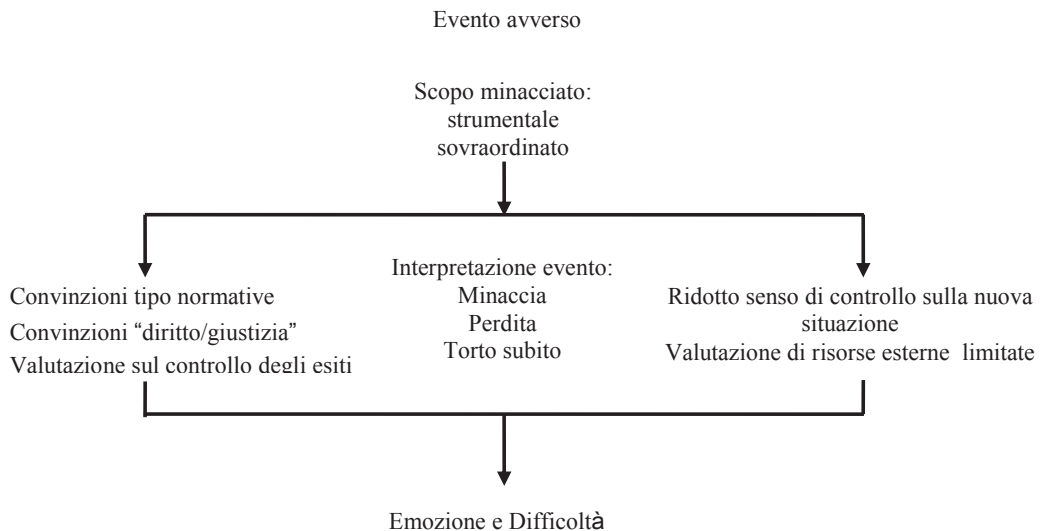 Evento avverso
Scopo minacciato:
strumentale
sovraordinato
Convinzioni tipo normative
Convinzioni “diritto/giustizia”
Valutazione sul controllo degli esiti
Interpretazione evento:
Minaccia
Perdita
Torto subito
Ridotto senso di controllo sulla nuova
situazione
Valutazione di risorse esterne limitate
Emozione e Difficoltà